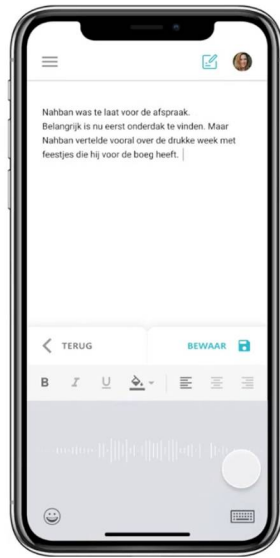 Nahban was te laat voor de afspraak.
Belangrijk is nu eerst onderdak te vinden. Maar
Nahban vertelde vooral over de drukke week met
feestjes die hij voor de boeg heeft.
TERUG
BEWAAR
B I U